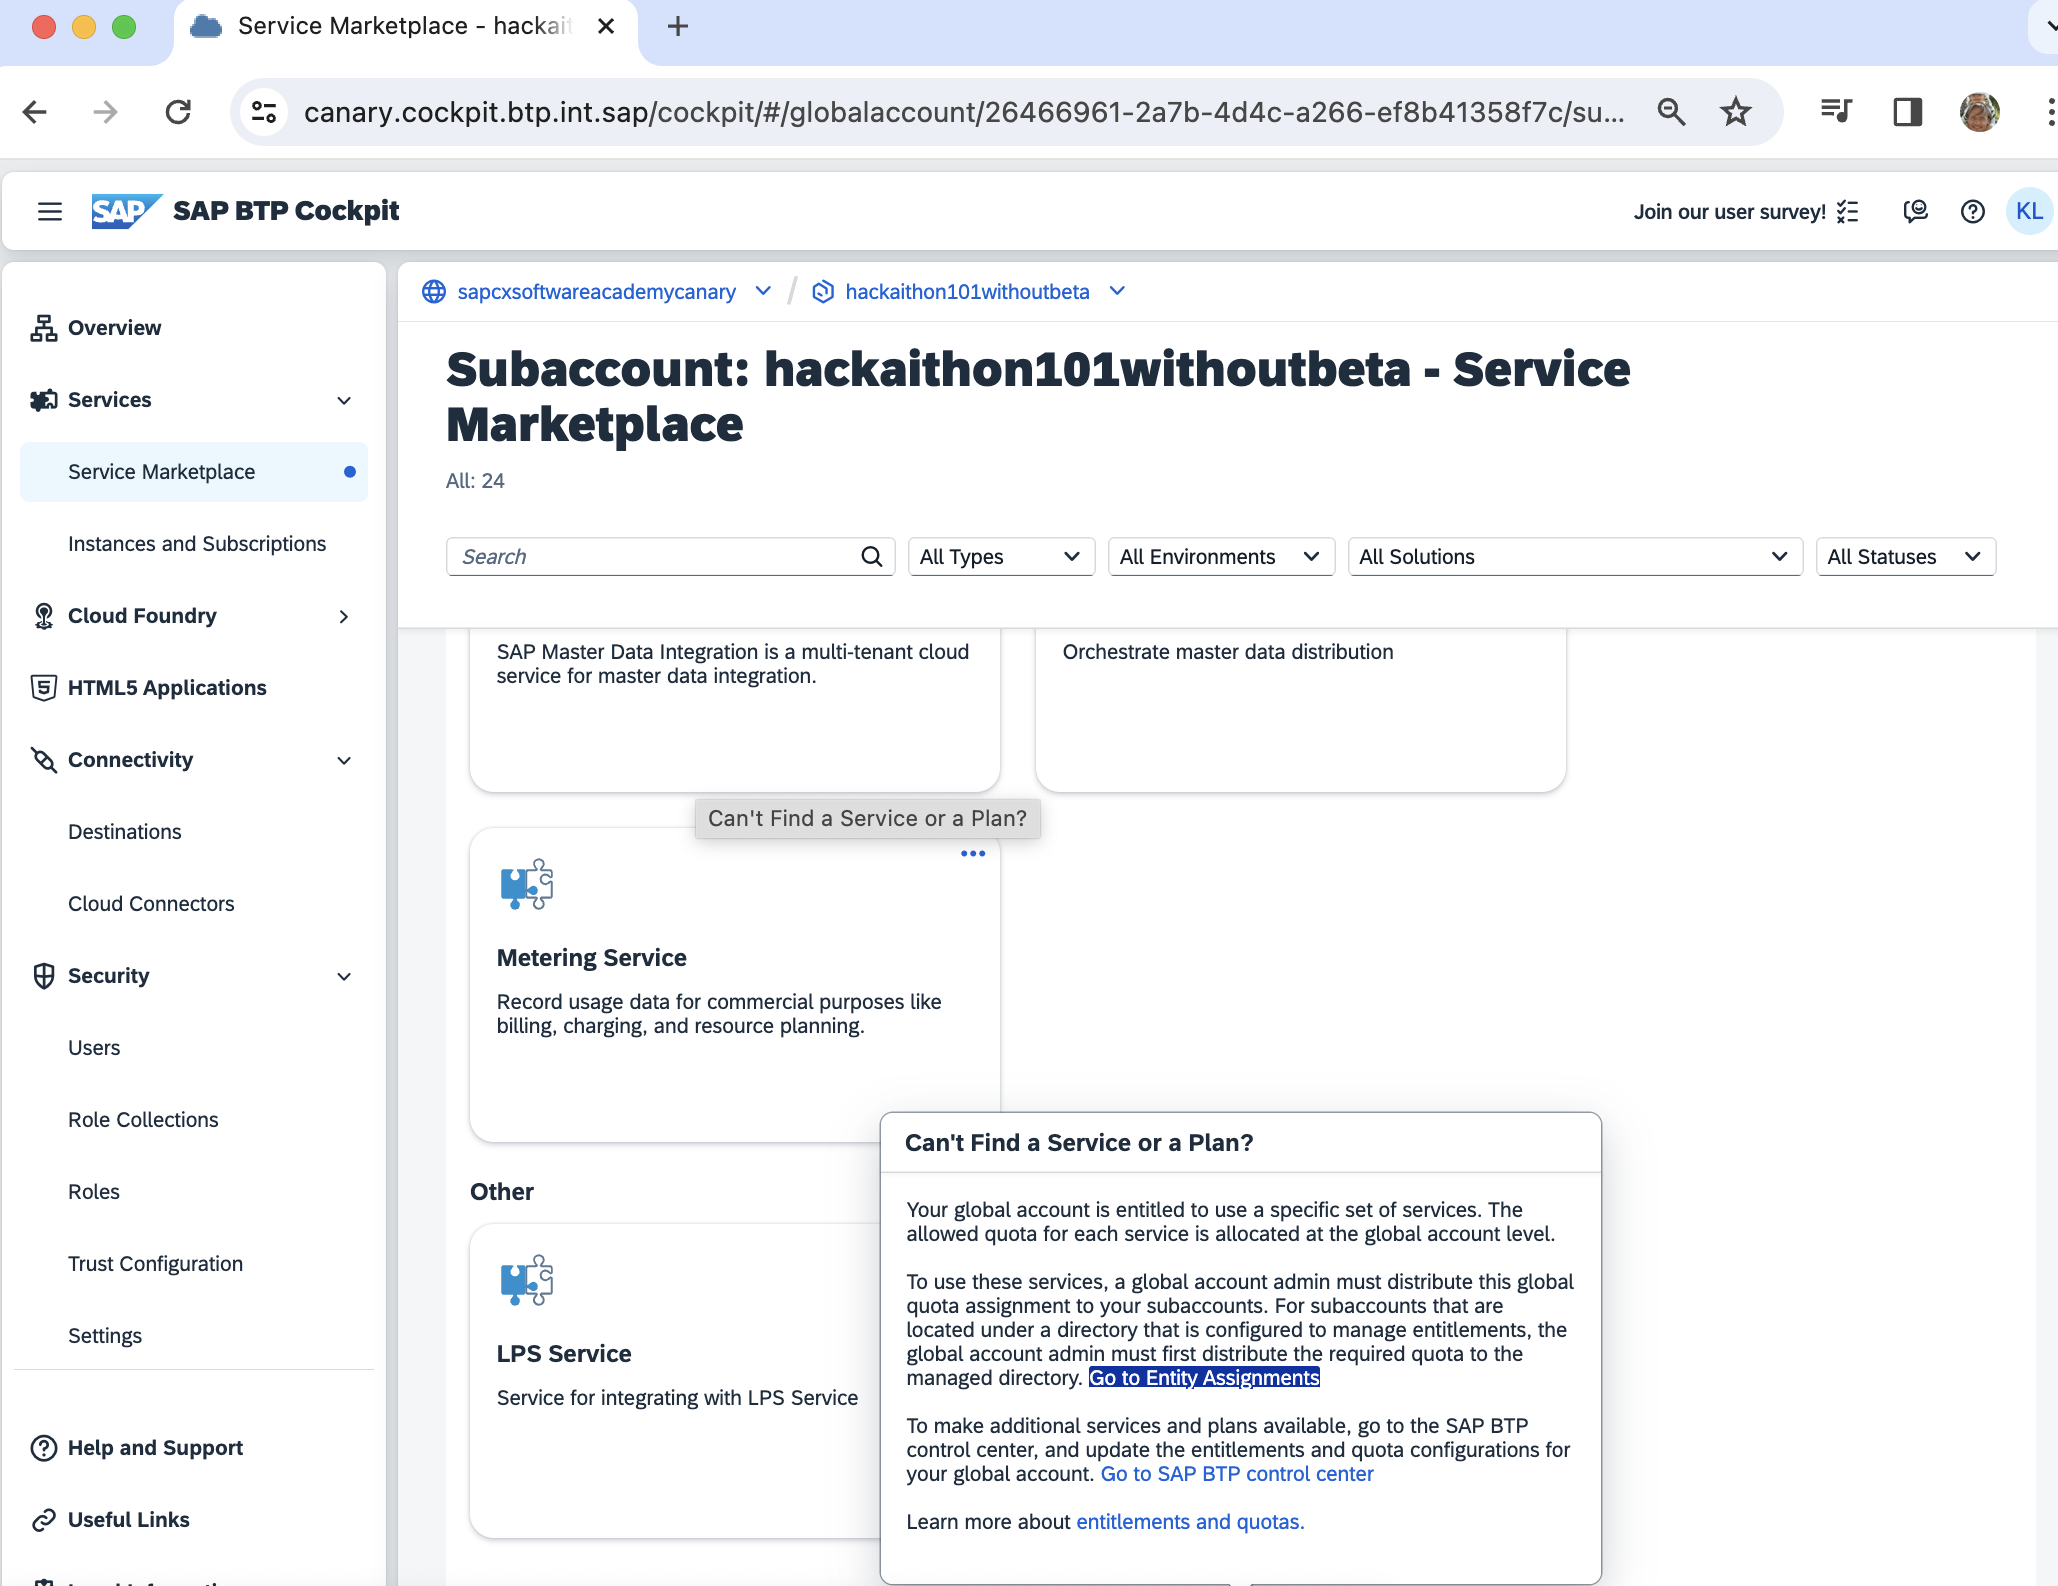 Service Marketplace - hackait
canary.cockpit.btp.int.sap/cockpit/#/globalaccount/26466961-2a7b-4d4c-a266-ef8b41358f7c/su...
SAP SAP BTP Cockpit
Join our user survey!
KL
sapcxsoftwareacademycanary / hackaithon101withoutbeta
Overview
Services
Service Marketplace
Instances and Subscriptions
Cloud Foundry
HTML5 Applications
Connectivity
Destinations
Cloud Connectors
Security
Users
Role Collections
Roles
Trust Configuration
Settings
Help and Support
Useful Links
Subaccount: hackaithon101withoutbeta - Service
Marketplace
All: 24
Search
All Types
All Environments
All Solutions
All Statuses
SAP Master Data Integration is a multi-tenant cloud
service for master data integration.
Orchestrate master data distribution
Can't Find a Service or a Plan?
Metering Service
Record usage data for commercial purposes like
billing, charging, and resource planning.
Other
LPS Service
Service for integrating with LPS Service
Can't Find a Service or a Plan?
Your global account is entitled to use a specific set of services. The
allowed quota for each service is allocated at the global account level.
To use these services, a global account admin must distribute this global
quota assignment to your subaccounts. For subaccounts that are
located under a directory that is configured to manage entitlements, the
global account admin must first distribute the required quota to the
managed directory. Go to Entity Assignments
To make additional services and plans available, go to the SAP BTP
control center, and update the entitlements and quota configurations for
your global account. Go to SAP BTP control center
Learn more about entitlements and quotas.